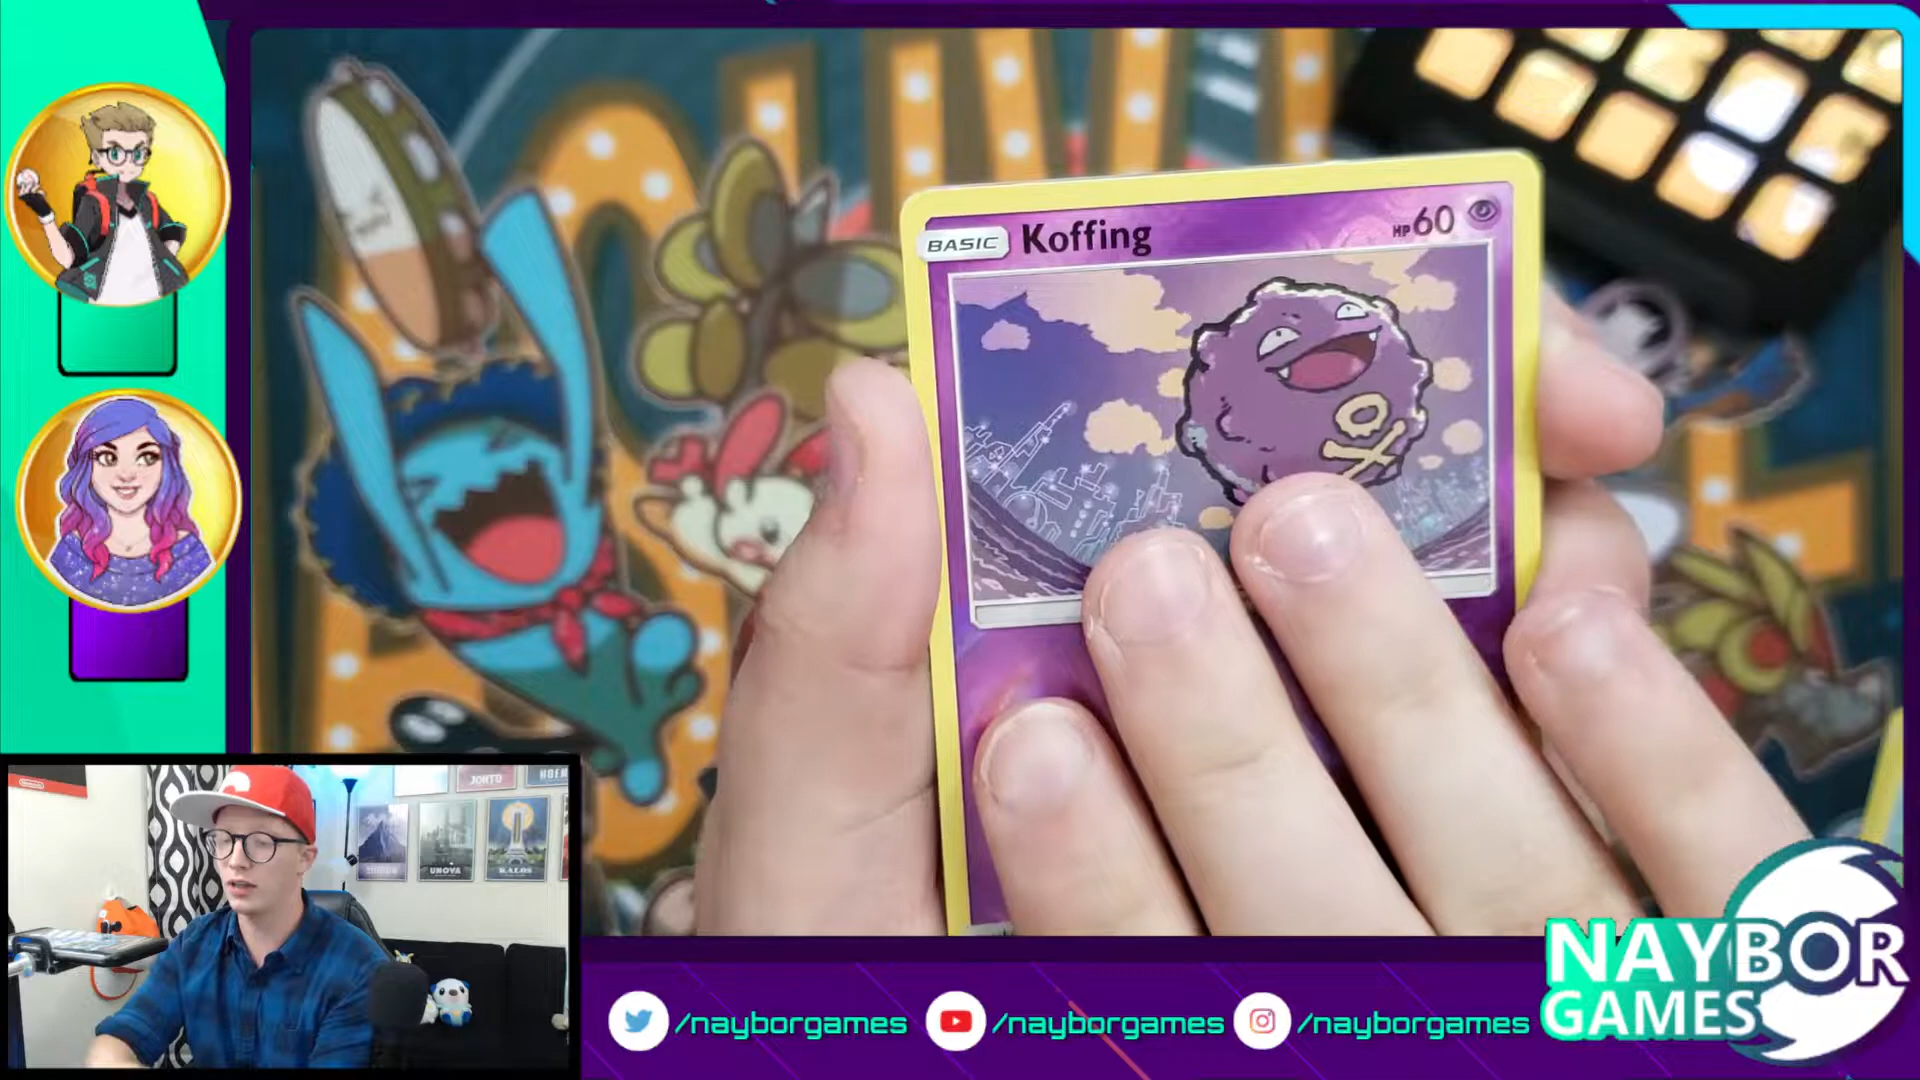 BASIC Koffing HP60
JOHTO
HOENN
UNOVA
KALOS
/nayborgames
/nayborgames
/nayborgames
NAYBOR
GAMES